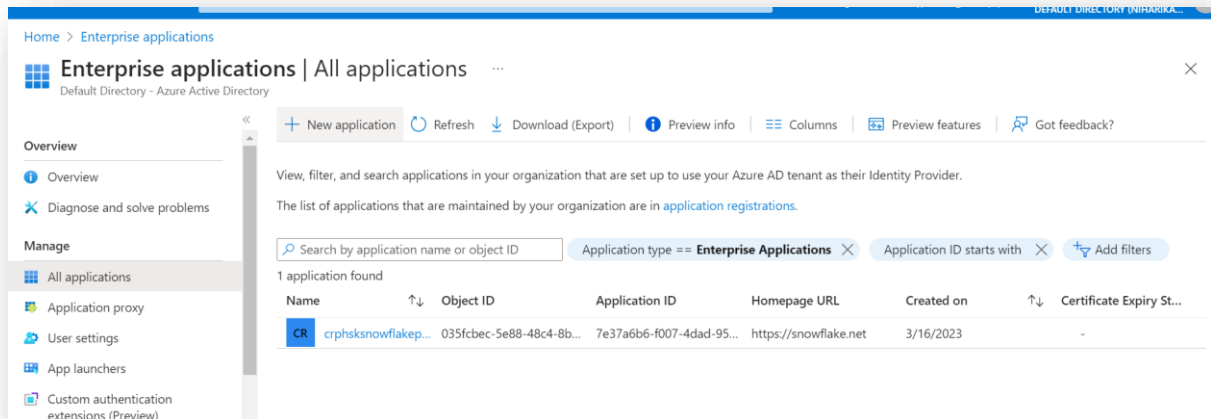 DEFAULT DIRECTORY (NIHARIKA...
Home > Enterprise applications
Enterprise applications | All applications ...
Default Directory - Azure Active Directory
New application Refresh Download (Export) Preview info Columns Preview features Got feedback?
Overview
Overview
Diagnose and solve problems
Manage
All applications
Application proxy
User settings
App launchers
Custom authentication
extensions (Preview)
View, filter, and search applications in your organization that are set up to use your Azure AD tenant as their Identity Provider.
The list of applications that are maintained by your organization are in application registrations.
Search by application name or object ID Application type == Enterprise Applications Application ID starts with Add filters
1 application found
Name Object ID Application ID Homepage URL Created on Certificate Expiry St...
CR crphsksnowflakep... 035fcbec-5e88-48c4-8b... 7e37a6b6-f007-4dad-95... https://snowflake.net 3/16/2023 -